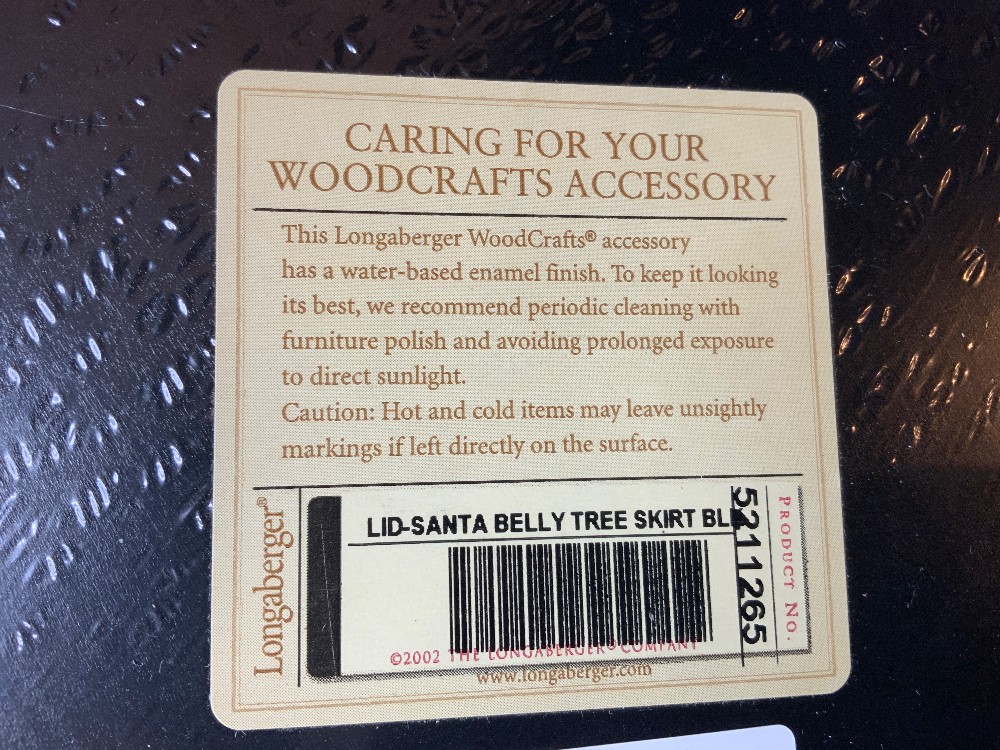 CARING FOR YOUR
WOODCRAFTS ACCESSORY
This Longaberger WoodCrafts® accessory
has a water-based enamel finish. To keep it looking
its best, we recommend periodic cleaning with
furniture polish and avoiding prolonged exposure
to direct sunlight.
Caution: Hot and cold items may leave unsightly
markings if left directly on the surface.
Longaberger®
LID-SANTA BELLY TREE SKIRT BL
5211265
PRODUCT NO.
©2002 THE LONGABERGER® COMPANY
www.longaberger.com